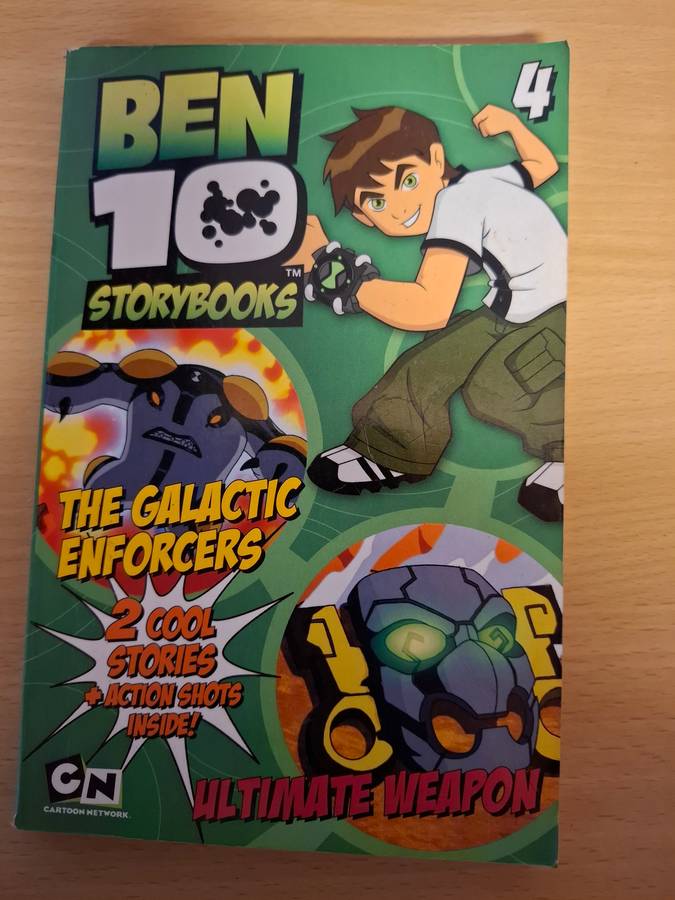 4
BEN
10
TM
STORYBOOKS
THE GALACTIC
ENFORCERS
2 COOL
STORIES
+ ACTION SHOTS
INSIDE!
CN
CARTOON NETWORK.
ULTIMATE WEAPON